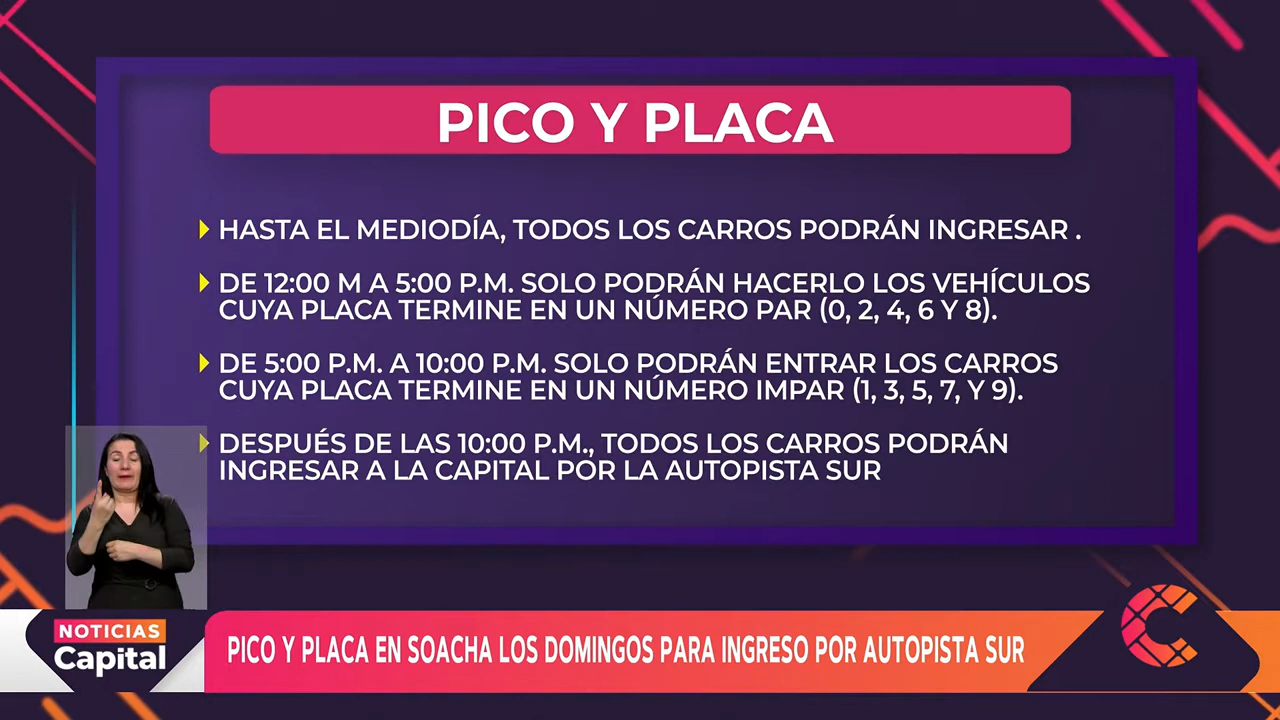 PICO Y PLACA
HASTA EL MEDIODÍA, TODOS LOS CARROS PODRÁN INGRESAR .
DE 12:00 M A 5:00 P.M. SOLO PODRÁN HACERLO LOS VEHÍCULOS
CUYA PLACA TERMINE EN UN NÚMERO PAR (0, 2, 4, 6 Y 8).
DE 5:00 P.M. A 10:00 P.M. SOLO PODRÁN ENTRAR LOS CARROS
CUYA PLACA TERMINE EN UN NÚMERO IMPAR (1, 3, 5, 7, Y 9).
DESPUÉS DE LAS 10:00 P.M., TODOS LOS CARROS PODRÁN
INGRESAR A LA CAPITAL POR LA AUTOPISTA SUR
NOTICIAS
Capital
PICO Y PLACA EN SOACHA LOS DOMINGOS PARA INGRESO POR AUTOPISTA SUR